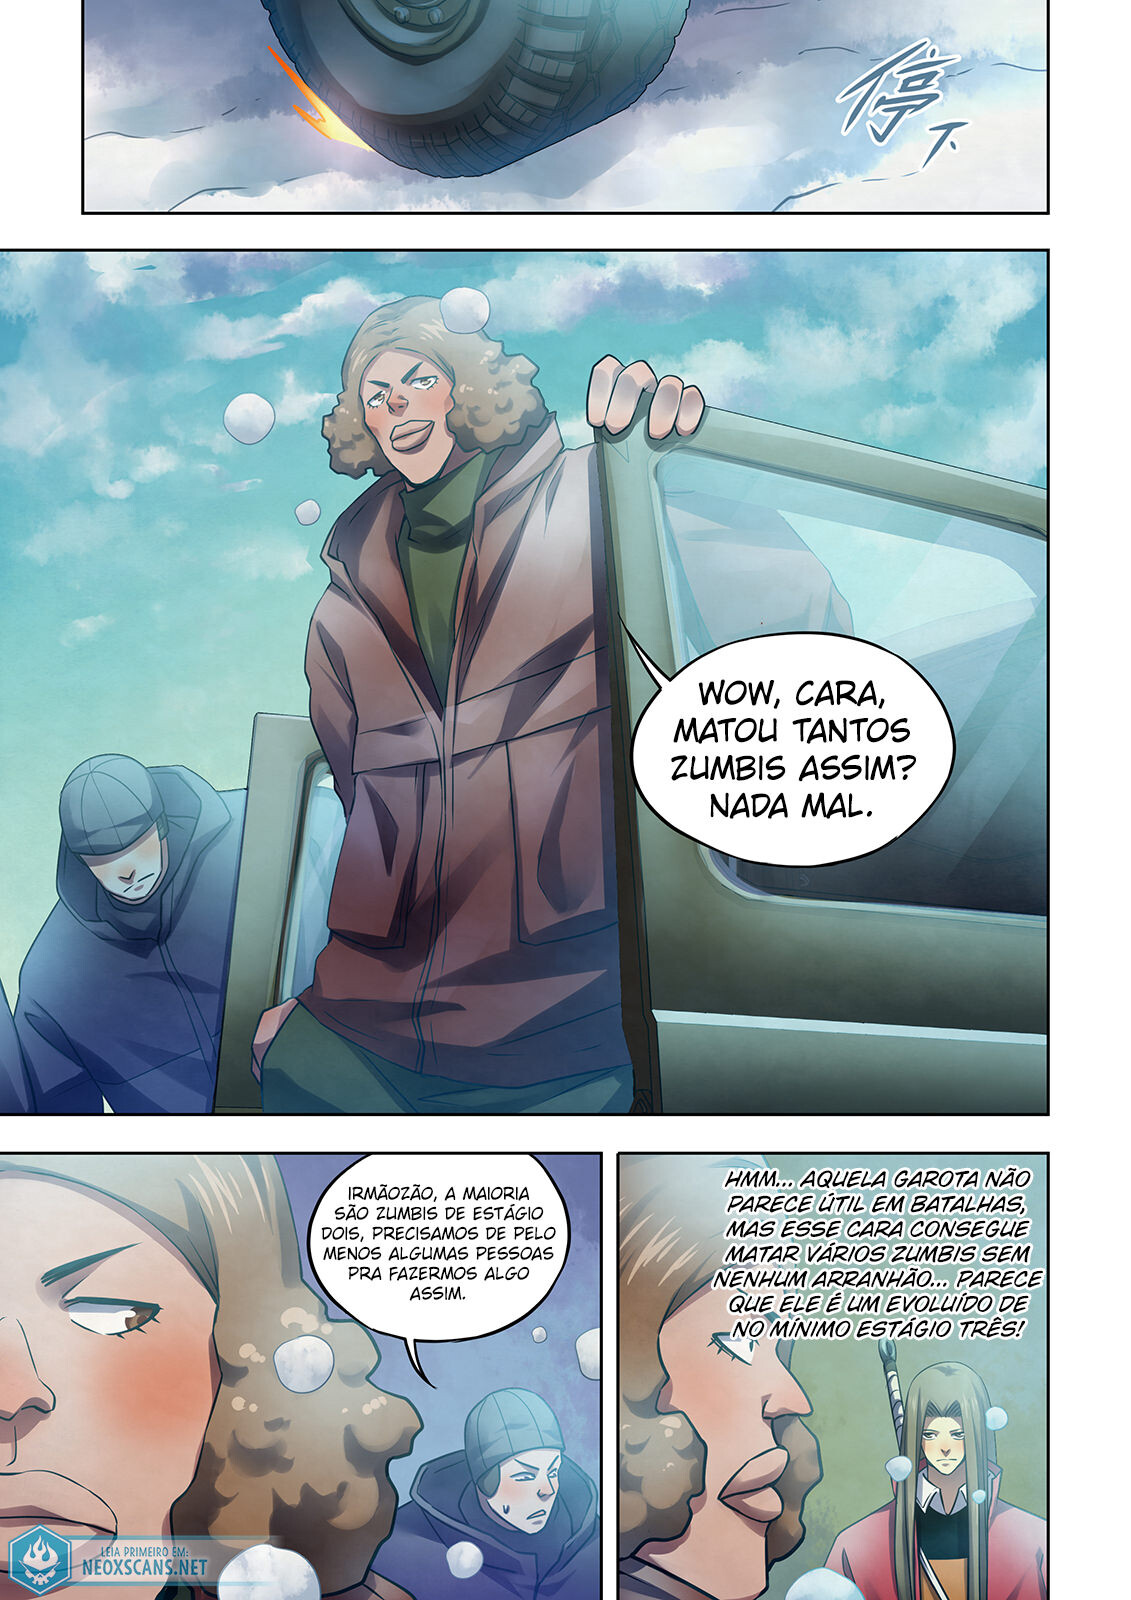 停下
WOW, CARA,
MATOU TANTOS
ZUMBIS ASSIM?
NADA MAL.
IRMÃOZÃO, A MAIORIA
SÃO ZUMBIS DE ESTÁGIO
DOIS, PRECISAMOS DE PELO
MENOS ALGUMAS PESSOAS
PRA FAZERMOS ALGO
ASSIM.
HMM... AQUELA GAROTA NÃO
PARECE ÚTIL EM BATALHAS,
MAS ESSE CARA CONSEGUE
MATAR VÁRIOS ZUMBIS SEM
NENHUM ARRANHÃO... PARECE
QUE ELE É UM EVOLUÍDO DE
NO MÍNIMO ESTÁGIO TRÊS!
LEIA PRIMEIRO EM:
NEOXSCANS.NET